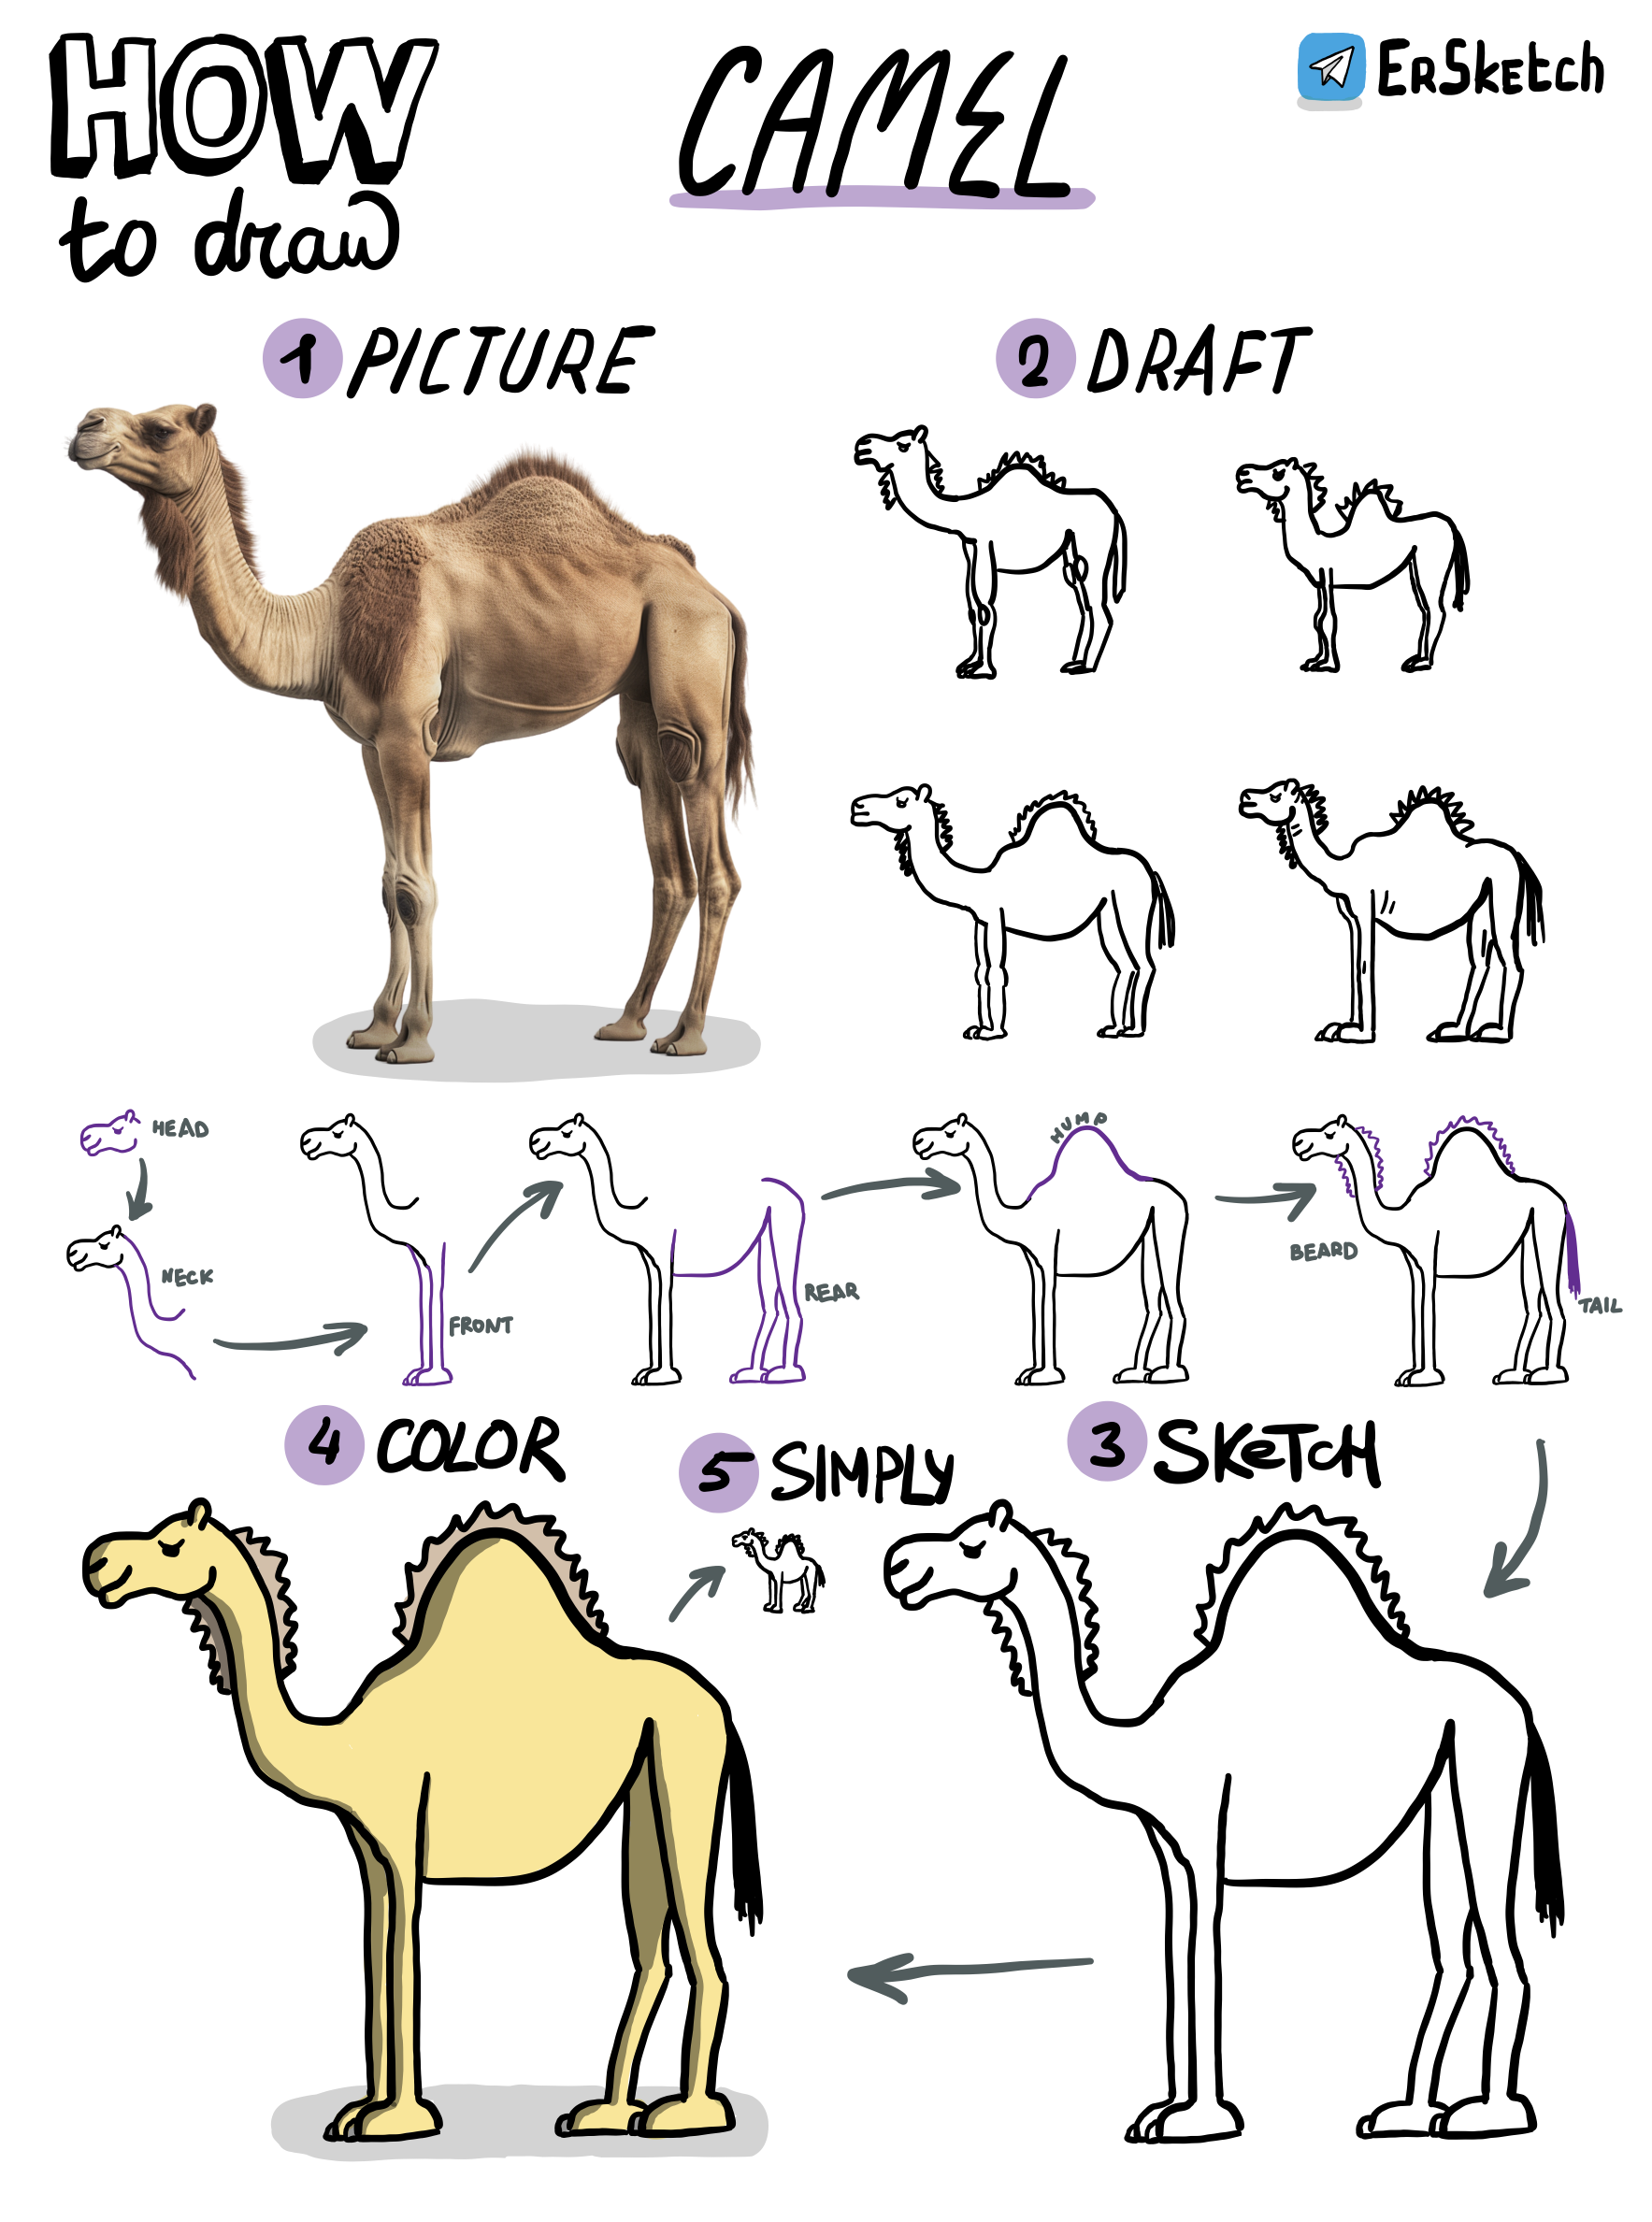 HOW
to draw
CAMEL
ERSKEtch
1 PICTURE
2 DRAFT
HEAD
NECK
FRONT
REAR
HUMP
BEARD
TAIL
4 COLOR
5 SIMPLY
3 SKeTCH